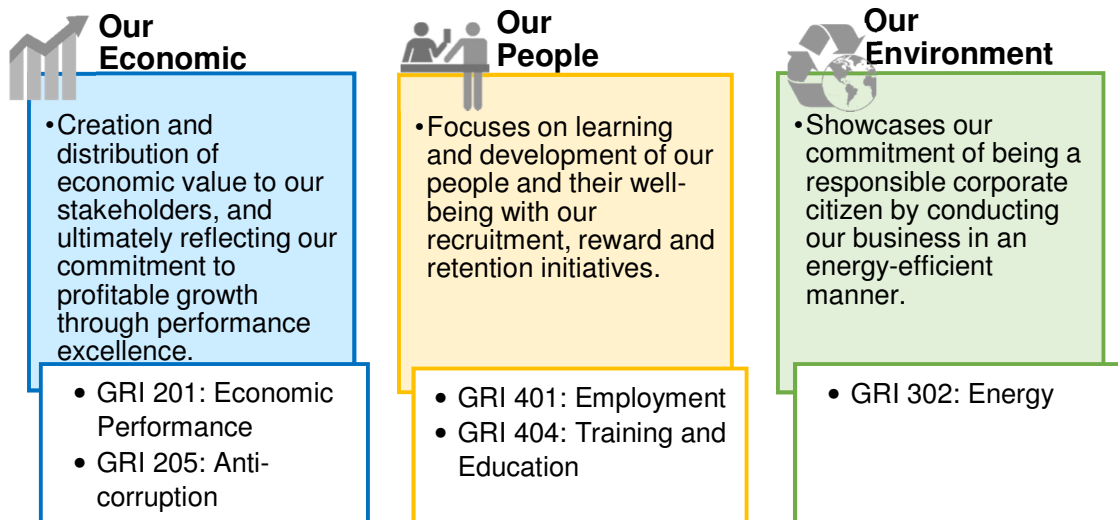 Our
Economic
•Creation and
distribution of
economic value to our
stakeholders, and
ultimately reflecting our
commitment to
profitable growth
through performance
excellence.
• GRI 201: Economic
Performance
• GRI 205: Anti-
corruption
Our
People
•Focuses on learning
and development of our
people and their well-
being with our
recruitment, reward and
retention initiatives.
• GRI 401: Employment
• GRI 404: Training and
Education
Our
Environment
•Showcases our
commitment of being a
responsible corporate
citizen by conducting
our business in an
energy-efficient
manner.
• GRI 302: Energy